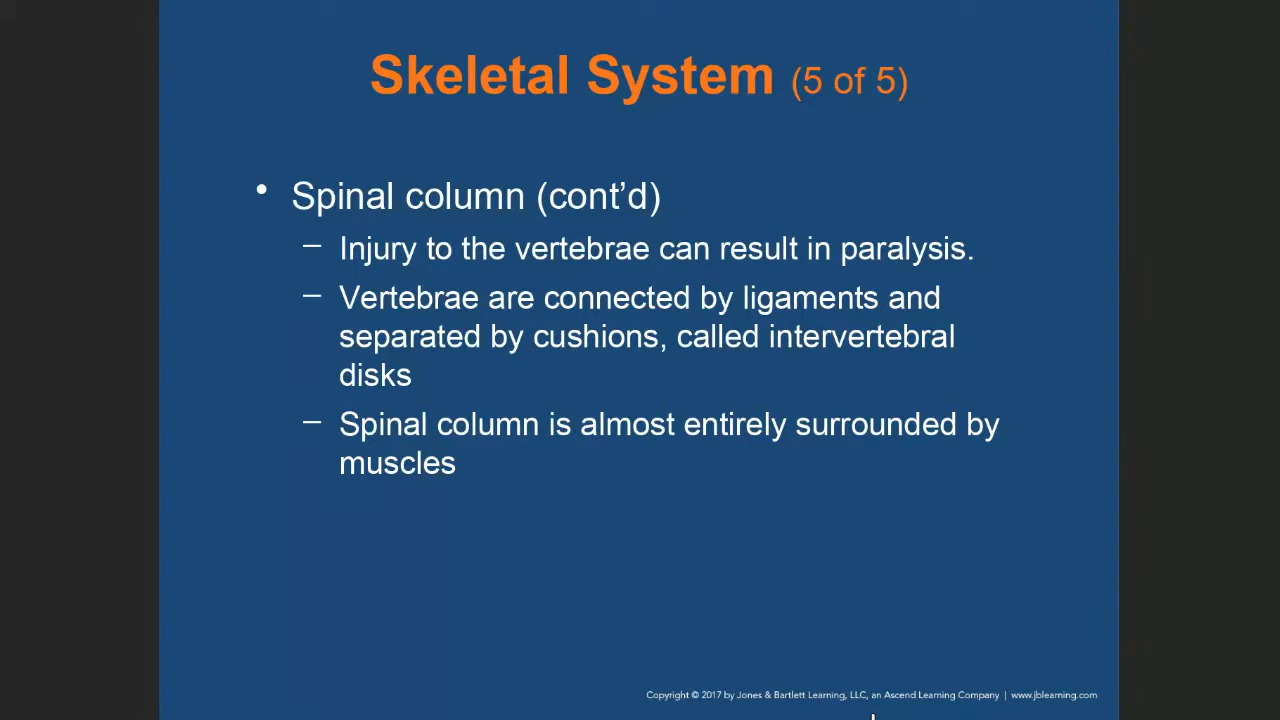 Skeletal System (5 of 5)
• Spinal column (cont’d)
– Injury to the vertebrae can result in paralysis.
– Vertebrae are connected by ligaments and
separated by cushions, called intervertebral
disks
– Spinal column is almost entirely surrounded by
muscles
Copyright © 2017 by Jones & Bartlett Learning, LLC, an Ascend Learning Company | www.jblearning.com